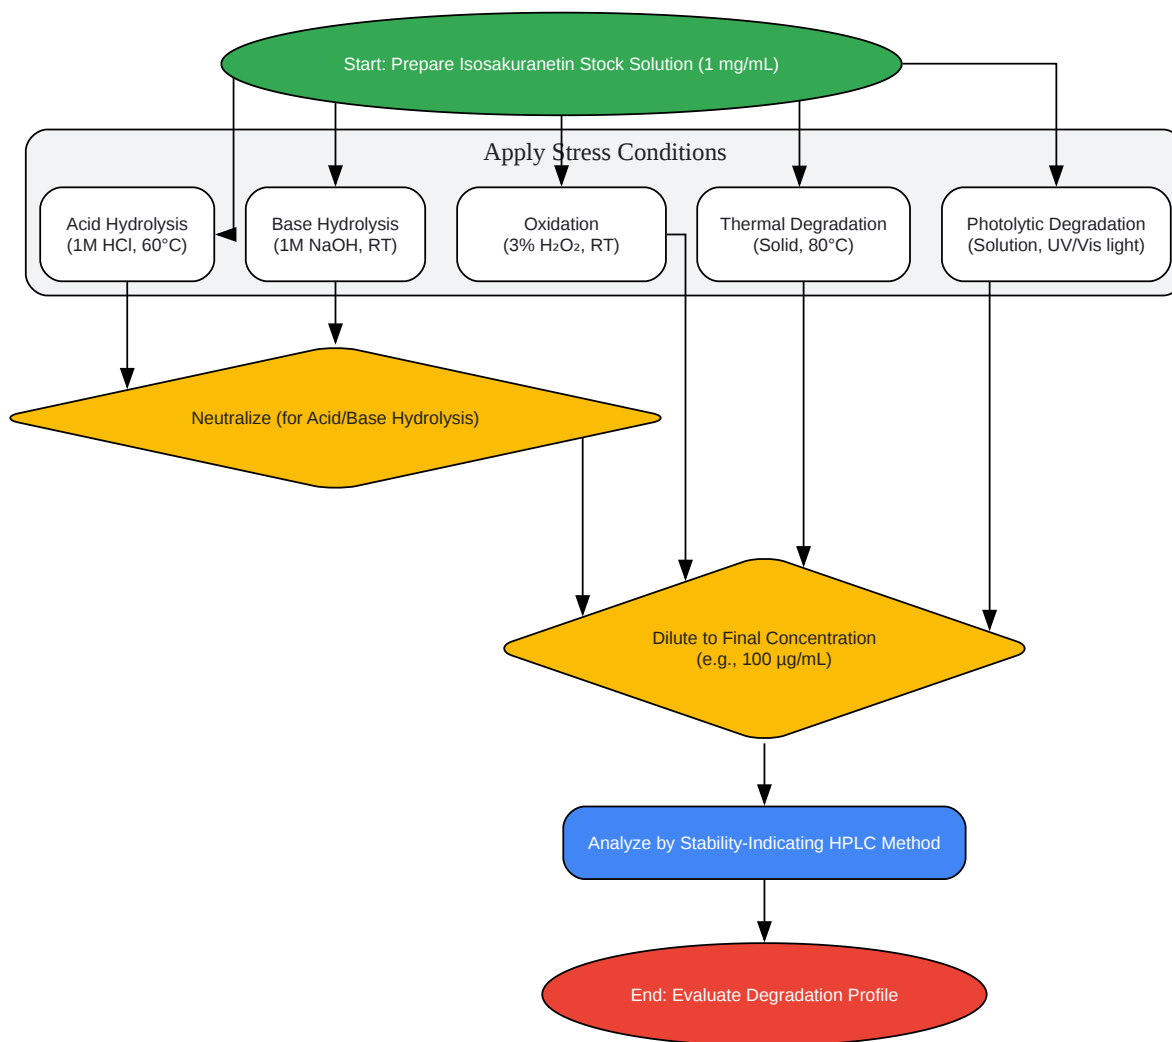 Start: Prepare Isosakuranetin Stock Solution (1 mg/mL)
Apply Stress Conditions
Acid Hydrolysis
(1M HCl, 60°C)
Base Hydrolysis
(1M NaOH, RT)
Oxidation
(3% H₂O₂, RT)
Thermal Degradation
(Solid, 80°C)
Photolytic Degradation
(Solution, UV/Vis light)
Neutralize (for Acid/Base Hydrolysis)
Dilute to Final Concentration
(e.g., 100 µg/mL)
Analyze by Stability-Indicating HPLC Method
End: Evaluate Degradation Profile